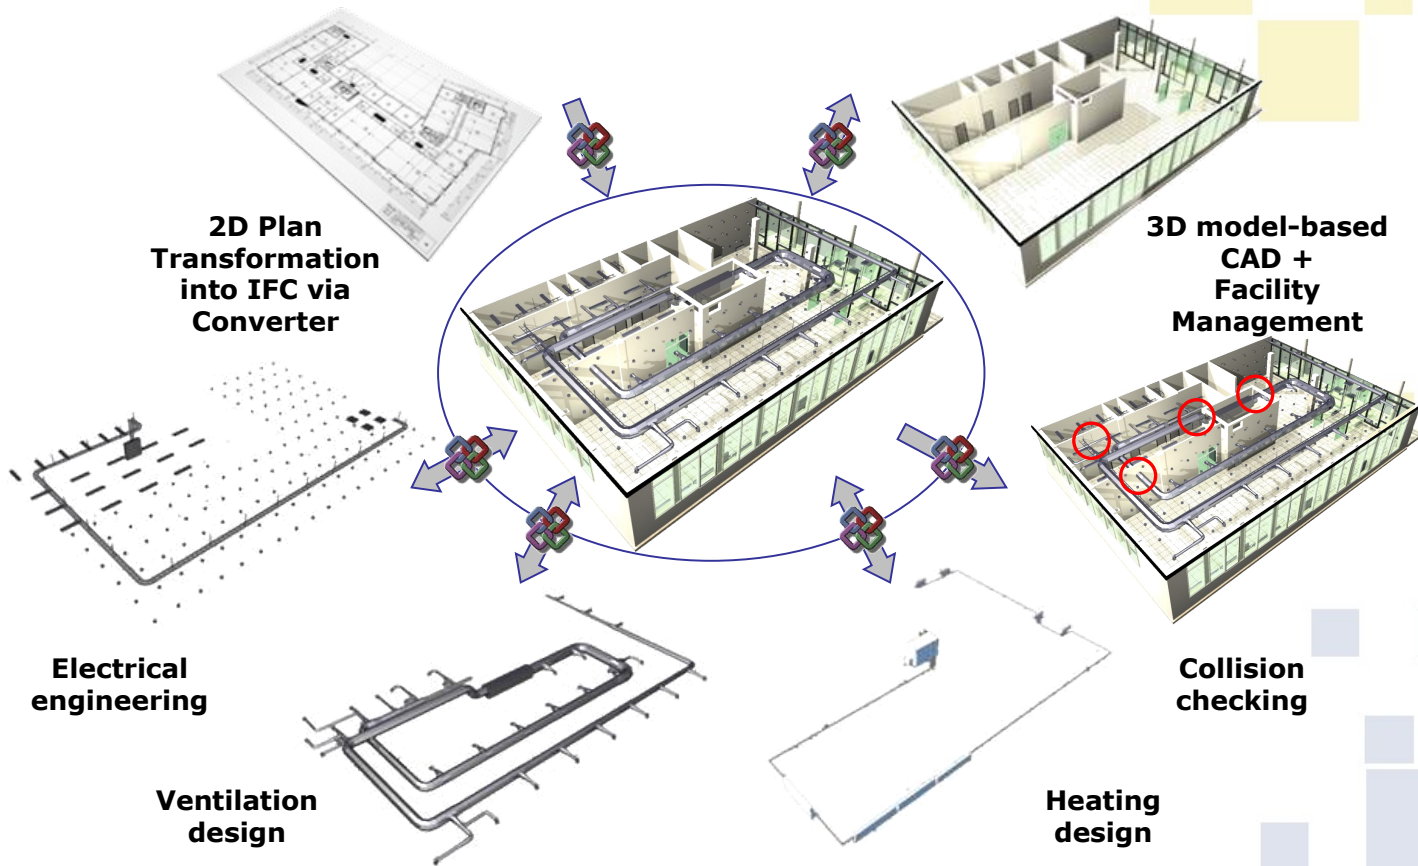 2D Plan
Transformation
into IFC via
Converter
3D model-based
CAD +
Facility
Management
Electrical
engineering
Collision
checking
Ventilation
design
Heating
design